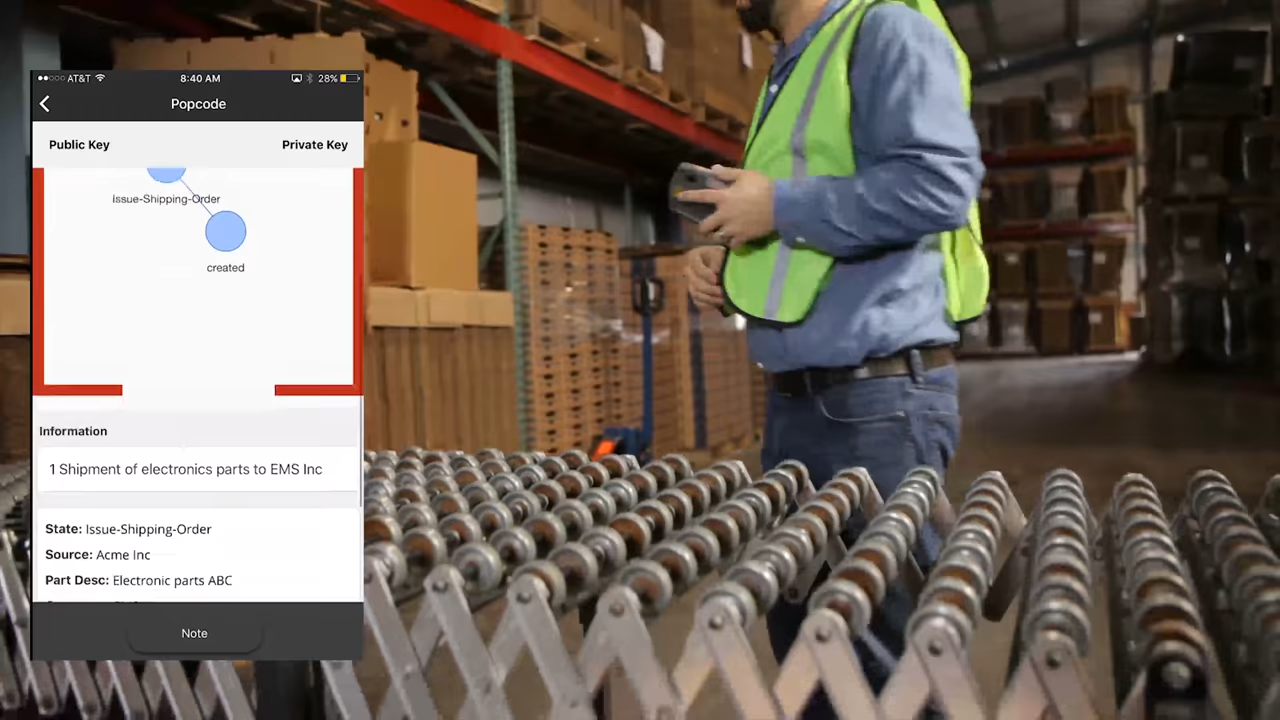 AT&T 8:40 AM 28%
Popcode
Public Key Private Key
Issue-Shipping-Order
created
Information
1 Shipment of electronics parts to EMS Inc
State: Issue-Shipping-Order
Source: Acme Inc
Part Desc: Electronic parts ABC
Note